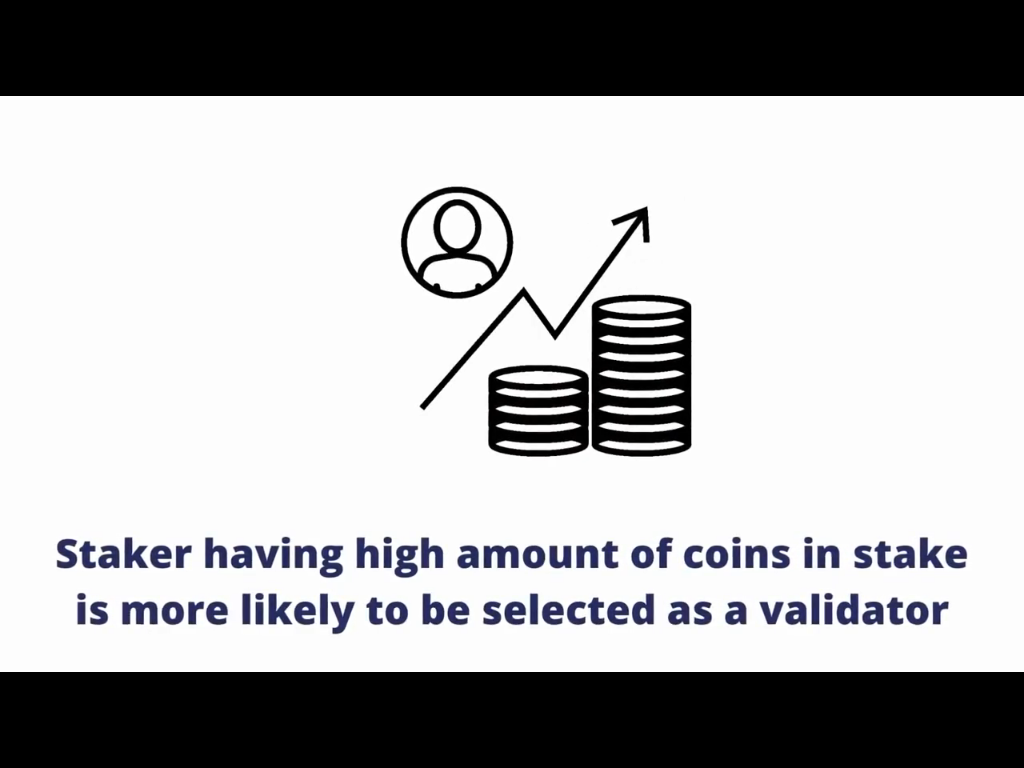 Staker having high amount of coins in stake
is more likely to be selected as a validator